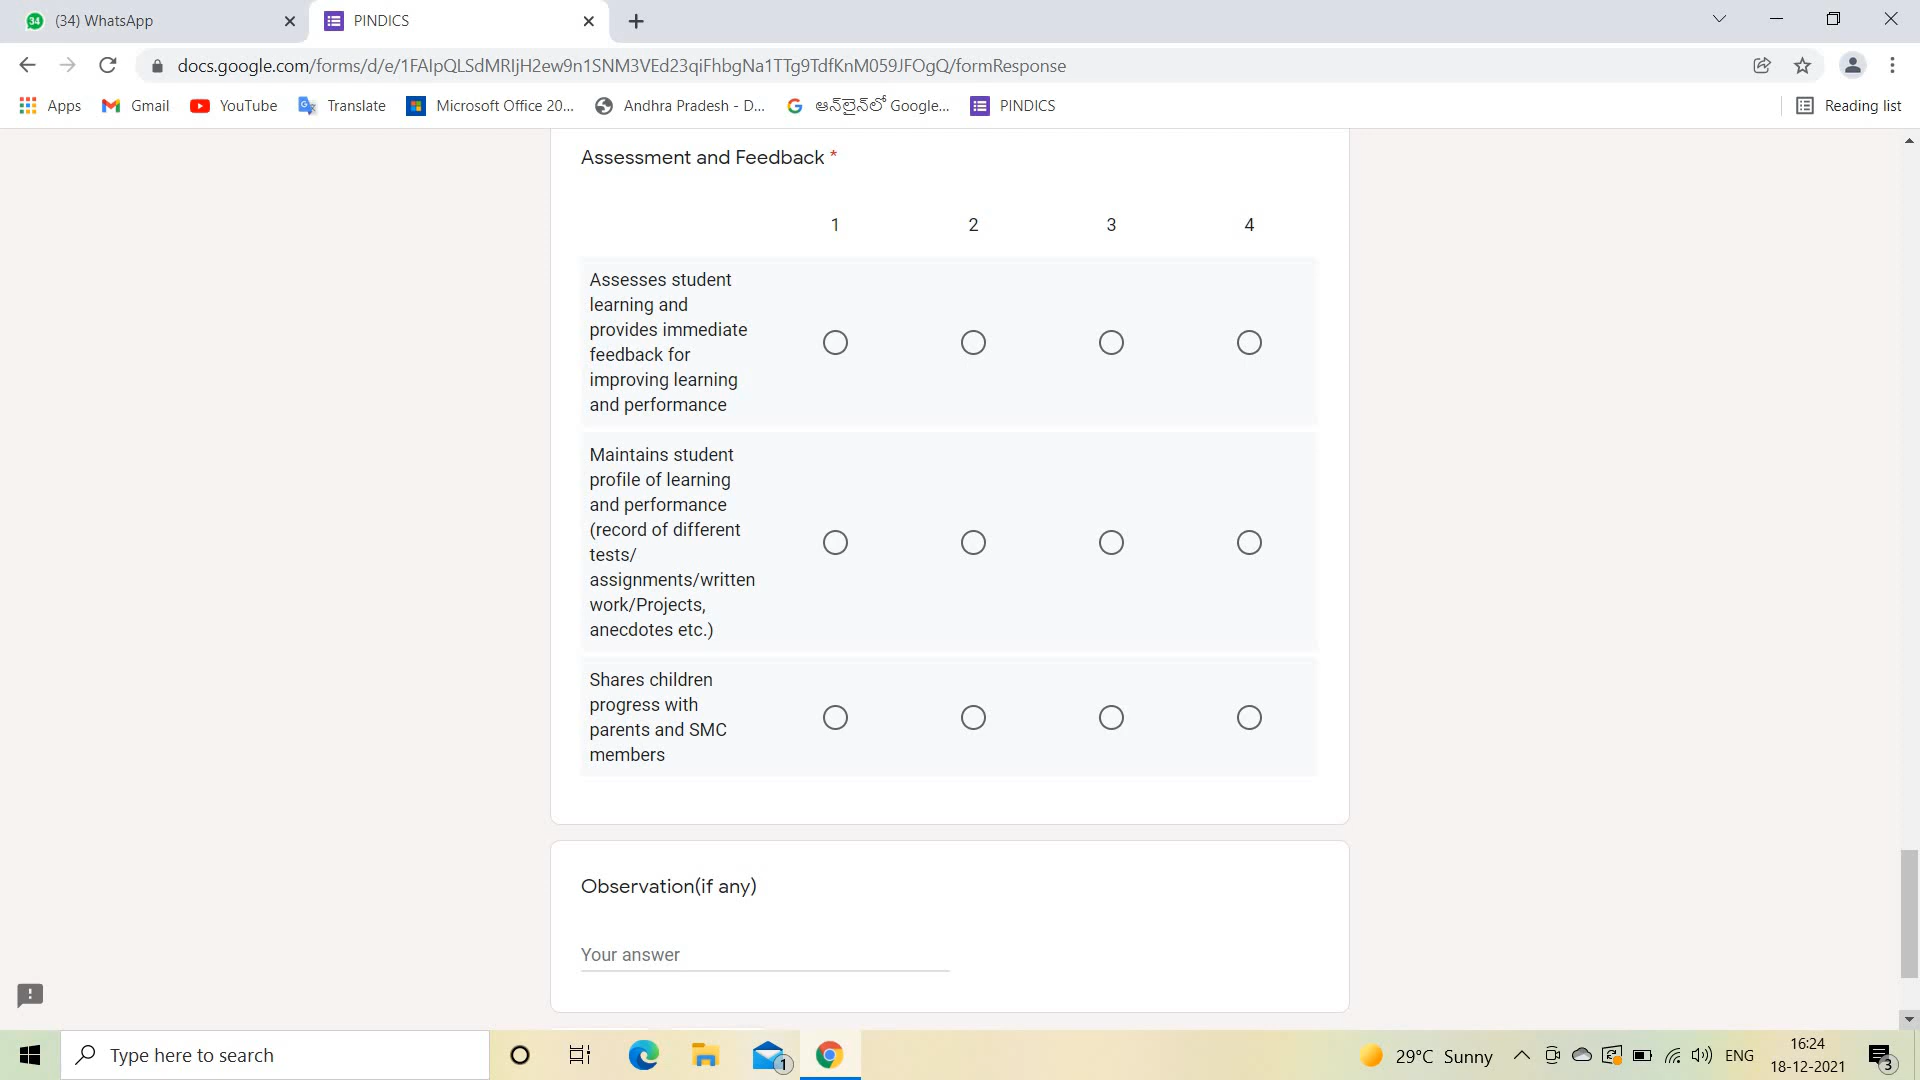 34 (34) WhatsApp
PINDICS
docs.google.com/forms/d/e/1FAIpQLSdMRIjH2ew9n1SNM3VEd23qiFhbgNa1TTg9TdfKnM059JFOgQ/formResponse
Apps Gmail YouTube Translate Microsoft Office 20... Andhra Pradesh - D... ఆన్‌లైన్‌లో Google... PINDICS Reading list
Assessment and Feedback *
1 2 3 4
Assesses student
learning and
provides immediate
feedback for
improving learning
and performance
Maintains student
profile of learning
and performance
(record of different
tests/
assignments/written
work/Projects,
anecdotes etc.)
Shares children
progress with
parents and SMC
members
Observation(if any)
Your answer
Type here to search
1
29°C Sunny
ENG
16:24
18-12-2021
3